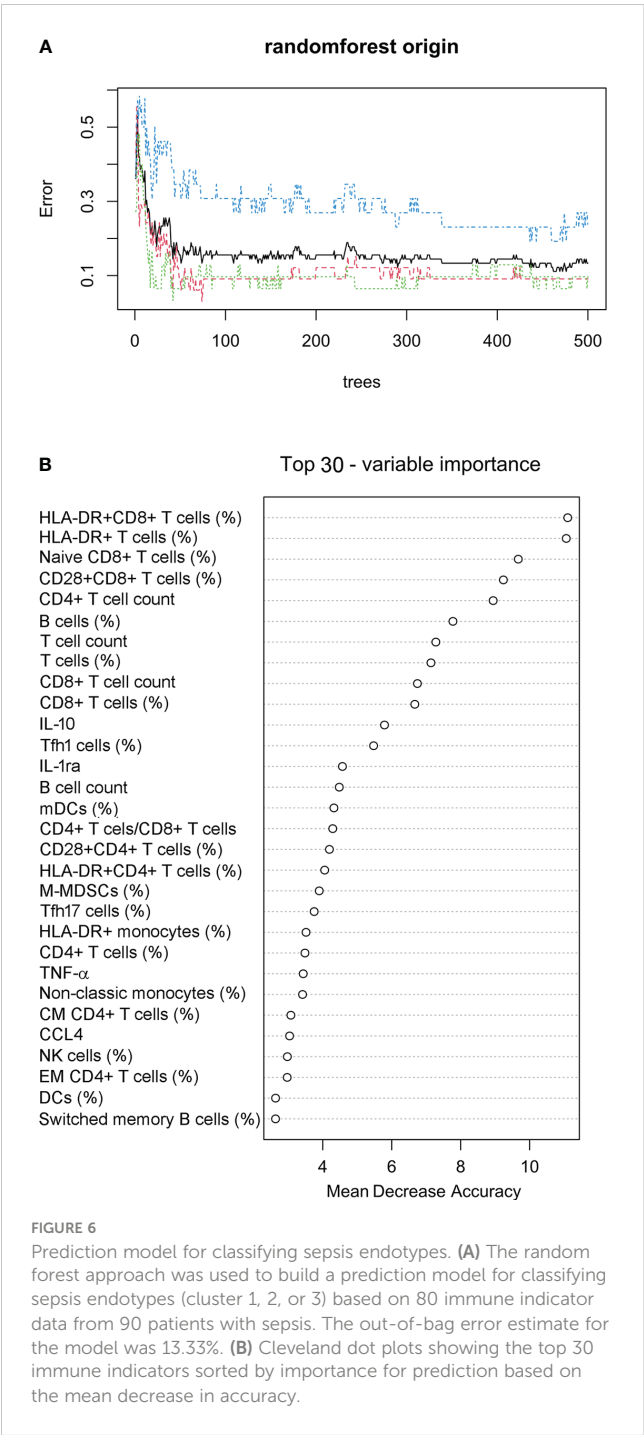 A
randomforest origin
Error
0.5
0.3
0.1
0
100
200
300
400
500
trees
B
Top 30 - variable importance
HLA-DR+CD8+ T cells (%)
HLA-DR+ T cells (%)
Naive CD8+ T cells (%)
CD28+CD8+ T cells (%)
CD4+ T cell count
B cells (%)
T cell count
T cells (%)
CD8+ T cell count
CD8+ T cells (%)
IL-10
Tfh1 cells (%)
IL-1ra
B cell count
mDCs (%)
CD4+ T cels/CD8+ T cells
CD28+CD4+ T cells (%)
HLA-DR+CD4+ T cells (%)
M-MDSCs (%)
Tfh17 cells (%)
HLA-DR+ monocytes (%)
CD4+ T cells (%)
TNF-α
Non-classic monocytes (%)
CM CD4+ T cells (%)
CCL4
NK cells (%)
EM CD4+ T cells (%)
DCs (%)
Switched memory B cells (%)
4
6
8
10
Mean Decrease Accuracy
FIGURE 6
Prediction model for classifying sepsis endotypes. (A) The random
forest approach was used to build a prediction model for classifying
sepsis endotypes (cluster 1, 2, or 3) based on 80 immune indicator
data from 90 patients with sepsis. The out-of-bag error estimate for
the model was 13.33%. (B) Cleveland dot plots showing the top 30
immune indicators sorted by importance for prediction based on
the mean decrease in accuracy.